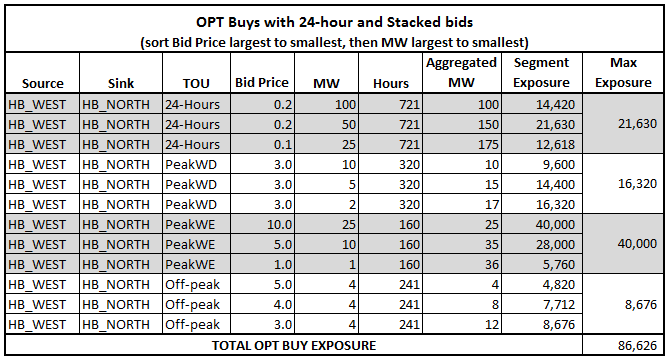 OPT Buys with 24-hour and Stacked bids
(sort Bid Price largest to smallest, then MW largest to smallest)
Source Sink TOU Bid Price MW Hours Aggregated MW Segment Exposure Max Exposure
HB_WEST HB_NORTH 24-Hours 0.2 100 721 100 14,420
HB_WEST HB_NORTH 24-Hours 0.2 50 721 150 21,630 21,630
HB_WEST HB_NORTH 24-Hours 0.1 25 721 175 12,618
HB_WEST HB_NORTH PeakWD 3.0 10 320 10 9,600
HB_WEST HB_NORTH PeakWD 3.0 5 320 15 14,400 16,320
HB_WEST HB_NORTH PeakWD 3.0 2 320 17 16,320
HB_WEST HB_NORTH PeakWE 10.0 25 160 25 40,000
HB_WEST HB_NORTH PeakWE 5.0 10 160 35 28,000 40,000
HB_WEST HB_NORTH PeakWE 1.0 1 160 36 5,760
HB_WEST HB_NORTH Off-peak 5.0 4 241 4 4,820
HB_WEST HB_NORTH Off-peak 4.0 4 241 8 7,712 8,676
HB_WEST HB_NORTH Off-peak 3.0 4 241 12 8,676
TOTAL OPT BUY EXPOSURE 86,626